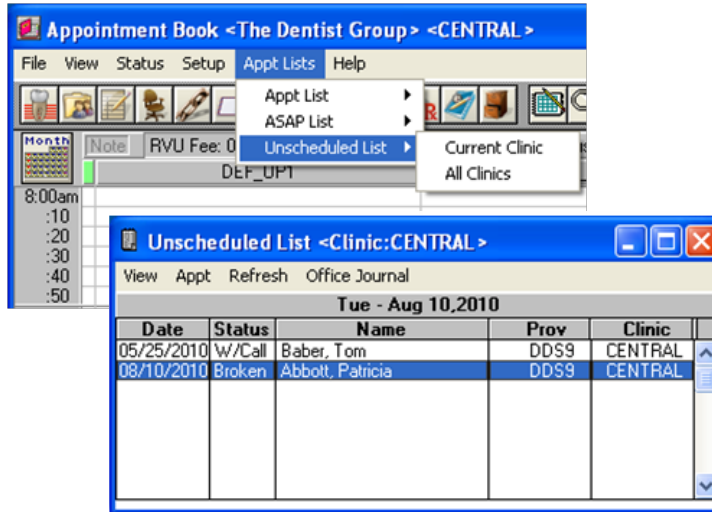 Appointment Book <The Dentist Group> <CENTRAL>
File View Status Setup Appt Lists Help
Appt List
ASAP List
Unscheduled List
Current Clinic
All Clinics
Month
Note RVU Fee: 0
DEF_OP1
8:00am
:10
:20
:30
:40
:50
Unscheduled List <Clinic:CENTRAL>
View Appt Refresh Office Journal
Tue - Aug 10,2010
Date Status Name Prov Clinic
05/25/2010 W/Call Baber, Tom DDS9 CENTRAL
08/10/2010 Broken Abbott, Patricia DDS9 CENTRAL